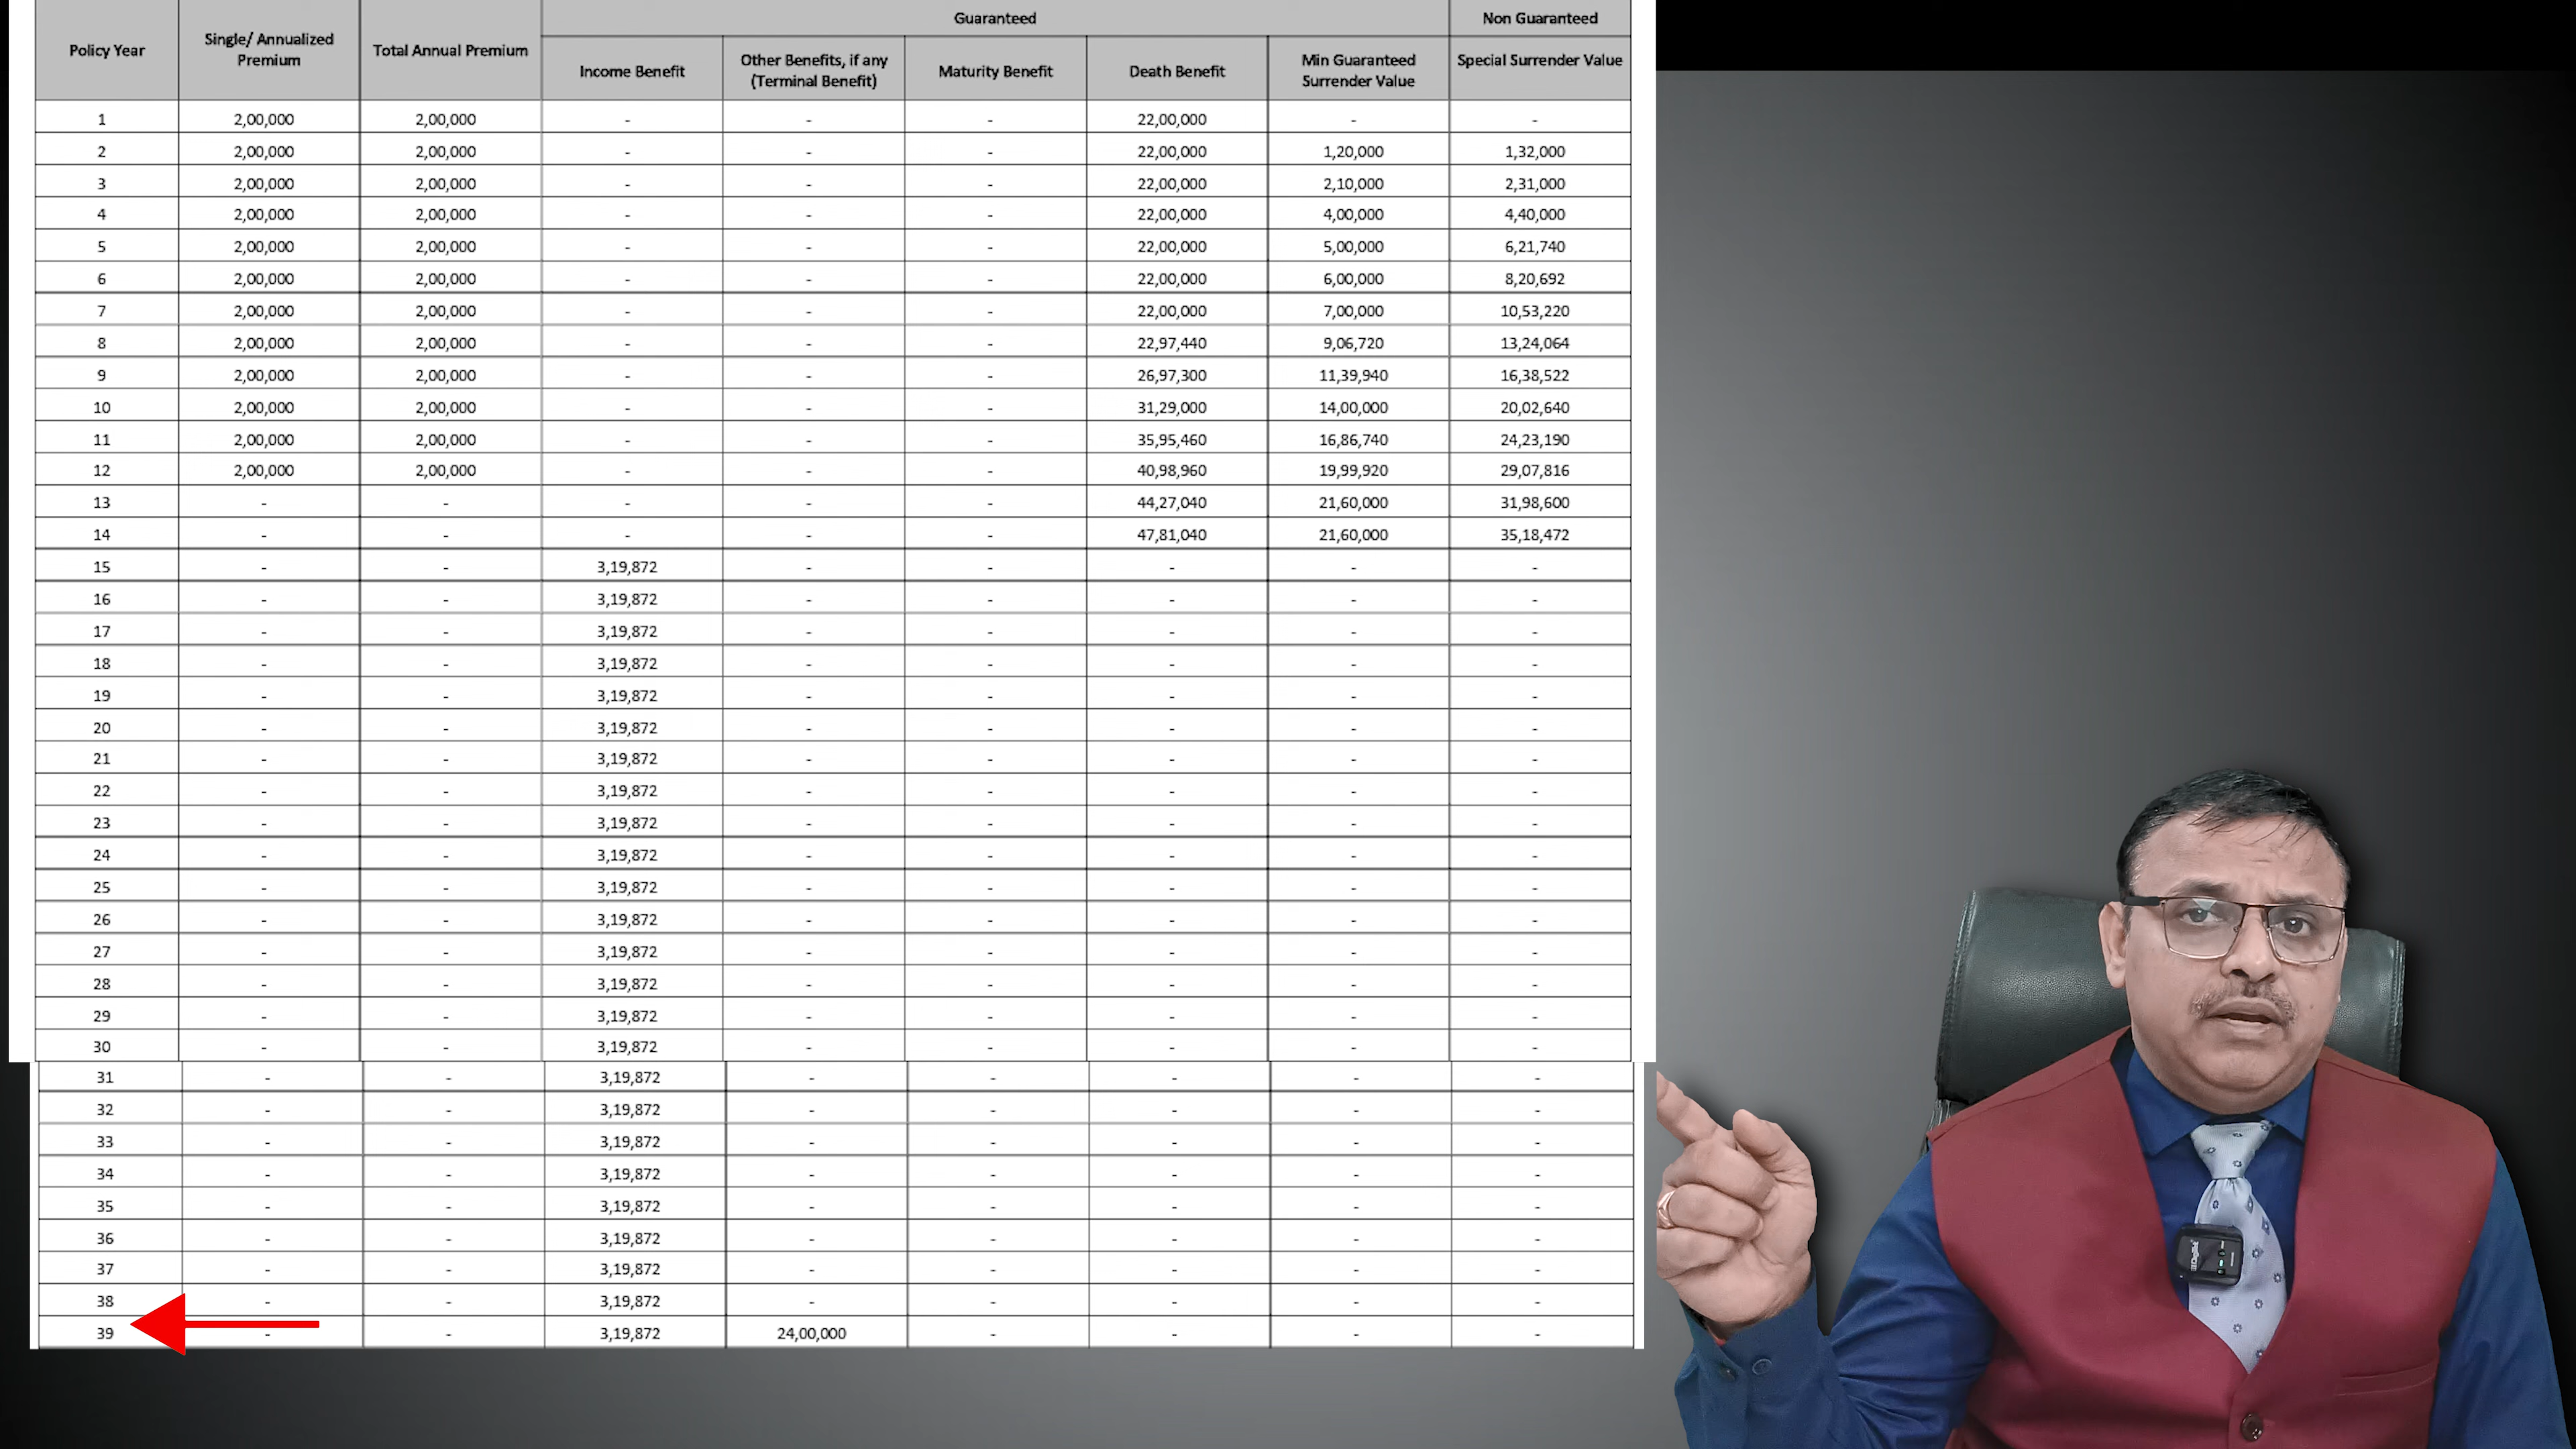 Guaranteed Non Guaranteed
Policy Year Single/ Annualized Premium Total Annual Premium Income Benefit Other Benefits, if any (Terminal Benefit) Maturity Benefit Death Benefit Min Guaranteed Surrender Value Special Surrender Value
1 2,00,000 2,00,000 - - - 22,00,000 - -
2 2,00,000 2,00,000 - - - 22,00,000 1,20,000 1,32,000
3 2,00,000 2,00,000 - - - 22,00,000 2,10,000 2,31,000
4 2,00,000 2,00,000 - - - 22,00,000 4,00,000 4,40,000
5 2,00,000 2,00,000 - - - 22,00,000 5,00,000 6,21,740
6 2,00,000 2,00,000 - - - 22,00,000 6,00,000 8,20,692
7 2,00,000 2,00,000 - - - 22,00,000 7,00,000 10,53,220
8 2,00,000 2,00,000 - - - 22,97,440 9,06,720 13,24,064
9 2,00,000 2,00,000 - - - 26,97,300 11,39,940 16,38,522
10 2,00,000 2,00,000 - - - 31,29,000 14,00,000 20,02,640
11 2,00,000 2,00,000 - - - 35,95,460 16,86,740 24,23,190
12 2,00,000 2,00,000 - - - 40,98,960 19,99,920 29,07,816
13 - - - - - 44,27,040 21,60,000 31,98,600
14 - - - - - 47,81,040 21,60,000 35,18,472
15 - - 3,19,872 - - - - -
16 - - 3,19,872 - - - - -
17 - - 3,19,872 - - - - -
18 - - 3,19,872 - - - - -
19 - - 3,19,872 - - - - -
20 - - 3,19,872 - - - - -
21 - - 3,19,872 - - - - -
22 - - 3,19,872 - - - - -
23 - - 3,19,872 - - - - -
24 - - 3,19,872 - - - - -
25 - - 3,19,872 - - - - -
26 - - 3,19,872 - - - - -
27 - - 3,19,872 - - - - -
28 - - 3,19,872 - - - - -
29 - - 3,19,872 - - - - -
30 - - 3,19,872 - - - - -
31 - - 3,19,872 - - - - -
32 - - 3,19,872 - - - - -
33 - - 3,19,872 - - - - -
34 - - 3,19,872 - - - - -
35 - - 3,19,872 - - - - -
36 - - 3,19,872 - - - - -
37 - - 3,19,872 - - - - -
38 - - 3,19,872 - - - - -
39 - - 3,19,872 24,00,000 - - - -